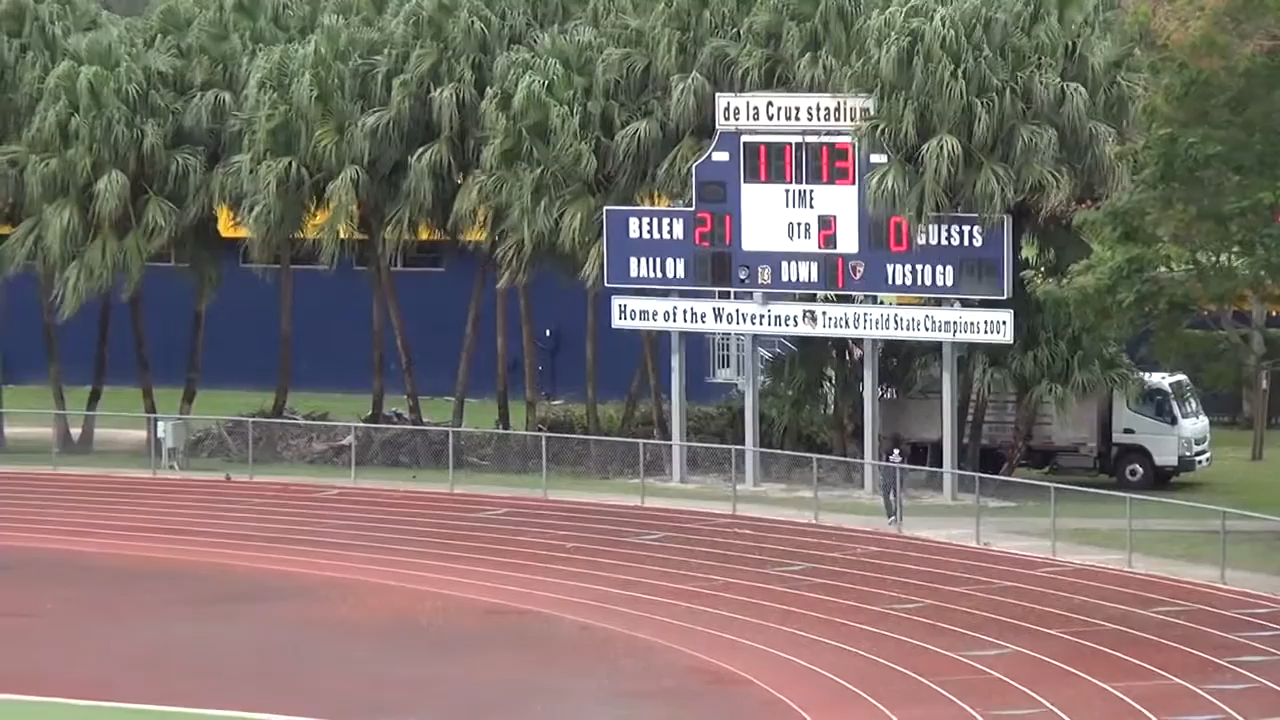 de la Cruz stadium
11 13
TIME
BELEN 21 QTR 2 0 GUESTS
BALL ON DOWN 1 YDS TO GO
Home of the Wolverines Track & Field State Champions 2007